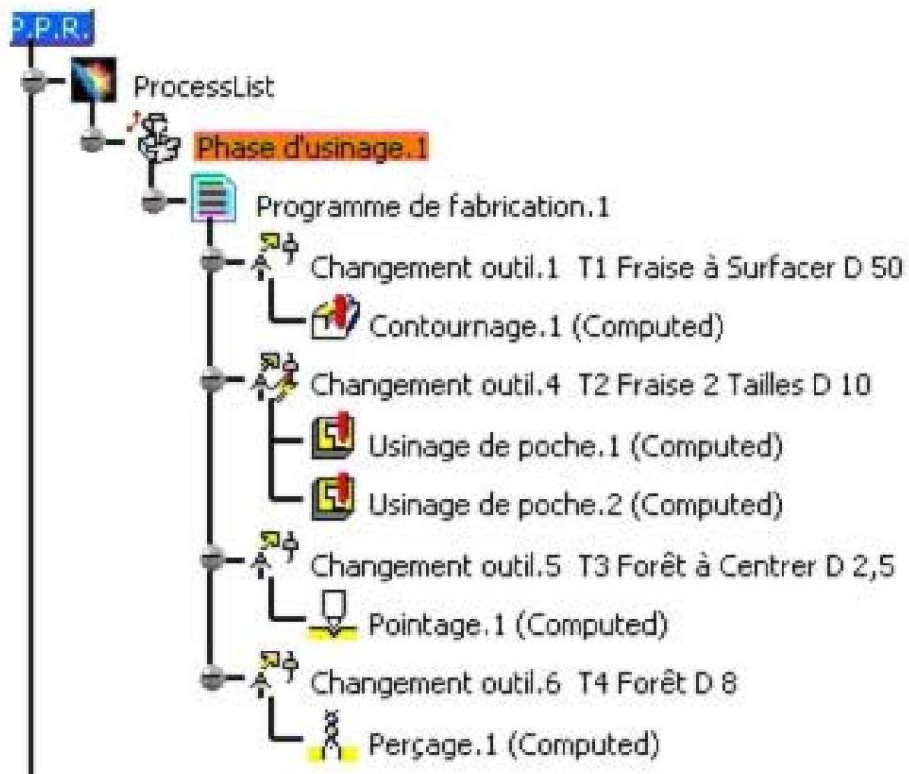 P.P.R.
ProcessList
Phase d'usinage.1
Programme de fabrication.1
Changement outil.1 T1 Fraise à Surfacer D 50
Contournage.1 (Computed)
Changement outil.4 T2 Fraise 2 Tailles D 10
Usinage de poche.1 (Computed)
Usinage de poche.2 (Computed)
Changement outil.5 T3 Forêt à Centrer D 2,5
Pointage.1 (Computed)
Changement outil.6 T4 Forêt D 8
Perçage.1 (Computed)